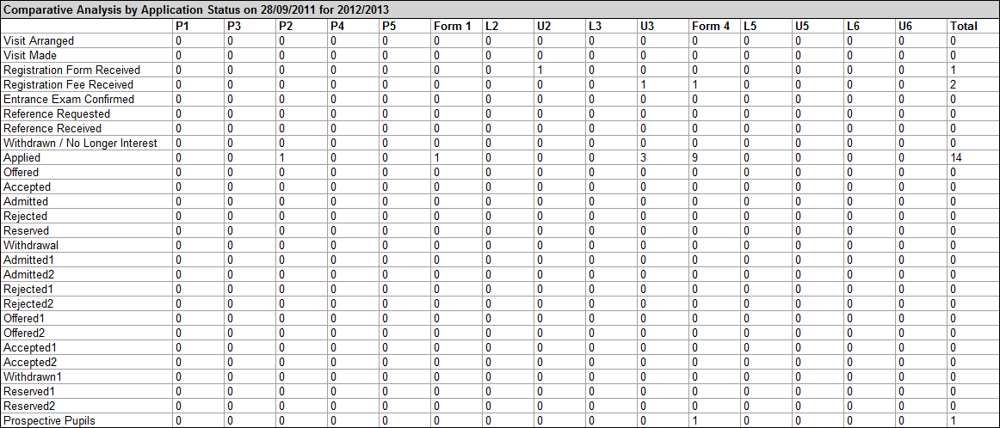 Comparative Analysis by Application Status on 28/09/2011 for 2012/2013
P1 P3 P2 P4 P5 Form 1 L2 U2 L3 U3 Form 4 L5 U5 L6 U6 Total
Visit Arranged 0 0 0 0 0 0 0 0 0 0 0 0 0 0 0 0
Visit Made 0 0 0 0 0 0 0 0 0 0 0 0 0 0 0 0
Registration Form Received 0 0 0 0 0 0 0 1 0 0 0 0 0 0 0 1
Registration Fee Received 0 0 0 0 0 0 0 0 0 1 1 0 0 0 0 2
Entrance Exam Confirmed 0 0 0 0 0 0 0 0 0 0 0 0 0 0 0 0
Reference Requested 0 0 0 0 0 0 0 0 0 0 0 0 0 0 0 0
Reference Received 0 0 0 0 0 0 0 0 0 0 0 0 0 0 0 0
Withdrawn / No Longer Interest 0 0 0 0 0 0 0 0 0 0 0 0 0 0 0 0
Applied 0 0 1 0 0 1 0 0 0 3 9 0 0 0 0 14
Offered 0 0 0 0 0 0 0 0 0 0 0 0 0 0 0 0
Accepted 0 0 0 0 0 0 0 0 0 0 0 0 0 0 0 0
Admitted 0 0 0 0 0 0 0 0 0 0 0 0 0 0 0 0
Rejected 0 0 0 0 0 0 0 0 0 0 0 0 0 0 0 0
Reserved 0 0 0 0 0 0 0 0 0 0 0 0 0 0 0 0
Withdrawal 0 0 0 0 0 0 0 0 0 0 0 0 0 0 0 0
Admitted1 0 0 0 0 0 0 0 0 0 0 0 0 0 0 0 0
Admitted2 0 0 0 0 0 0 0 0 0 0 0 0 0 0 0 0
Rejected1 0 0 0 0 0 0 0 0 0 0 0 0 0 0 0 0
Rejected2 0 0 0 0 0 0 0 0 0 0 0 0 0 0 0 0
Offered1 0 0 0 0 0 0 0 0 0 0 0 0 0 0 0 0
Offered2 0 0 0 0 0 0 0 0 0 0 0 0 0 0 0 0
Accepted1 0 0 0 0 0 0 0 0 0 0 0 0 0 0 0 0
Accepted2 0 0 0 0 0 0 0 0 0 0 0 0 0 0 0 0
Withdrawn1 0 0 0 0 0 0 0 0 0 0 0 0 0 0 0 0
Reserved1 0 0 0 0 0 0 0 0 0 0 0 0 0 0 0 0
Reserved2 0 0 0 0 0 0 0 0 0 0 0 0 0 0 0 0
Prospective Pupils 0 0 0 0 0 0 0 0 0 0 1 0 0 0 0 1